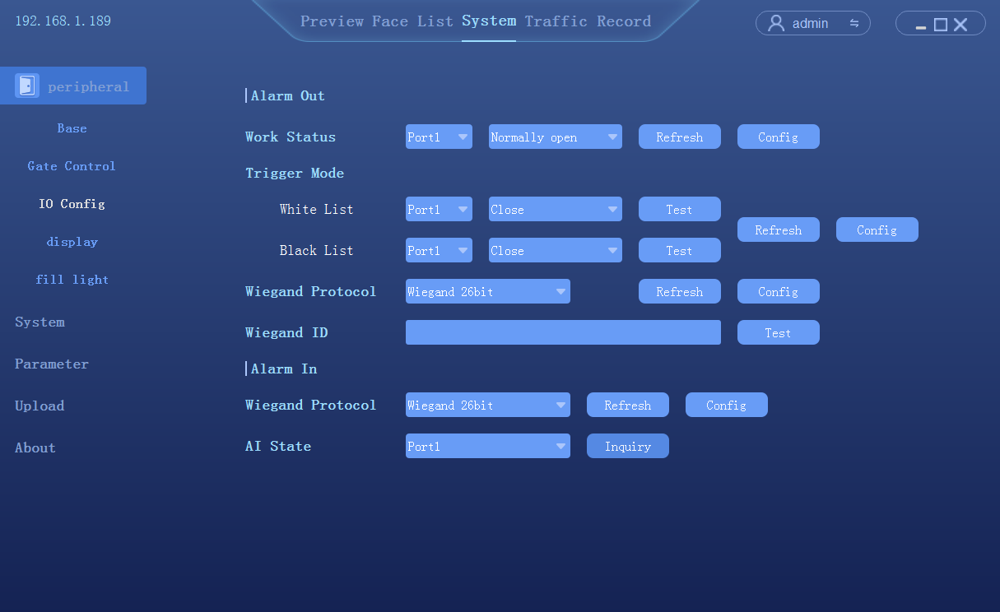 192.168.1.189
Preview Face List System Traffic Record
admin
peripheral
Base
Gate Control
IO Config
display
fill light
System
Parameter
Upload
About
Alarm Out
Work Status Port1 Normally open Refresh Config
Trigger Mode
White List Port1 Close Test
Refresh Config
Black List Port1 Close Test
Wiegand Protocol Wiegand 26bit Refresh Config
Wiegand ID Test
Alarm In
Wiegand Protocol Wiegand 26bit Refresh Config
AI State Port1 Inquiry